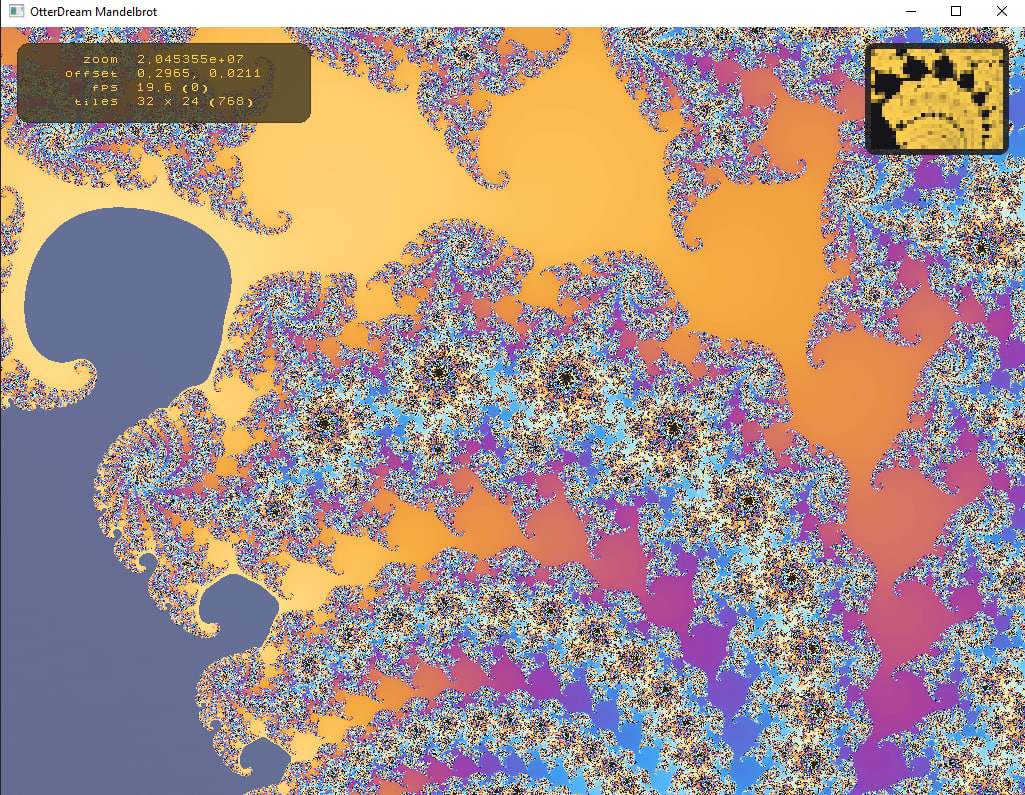 OtterDream Mandelbrot
zoom 2.045355e+07
offset 0.2965, 0.0211
fps 19.6 (0)
tiles 32 x 24 (768)